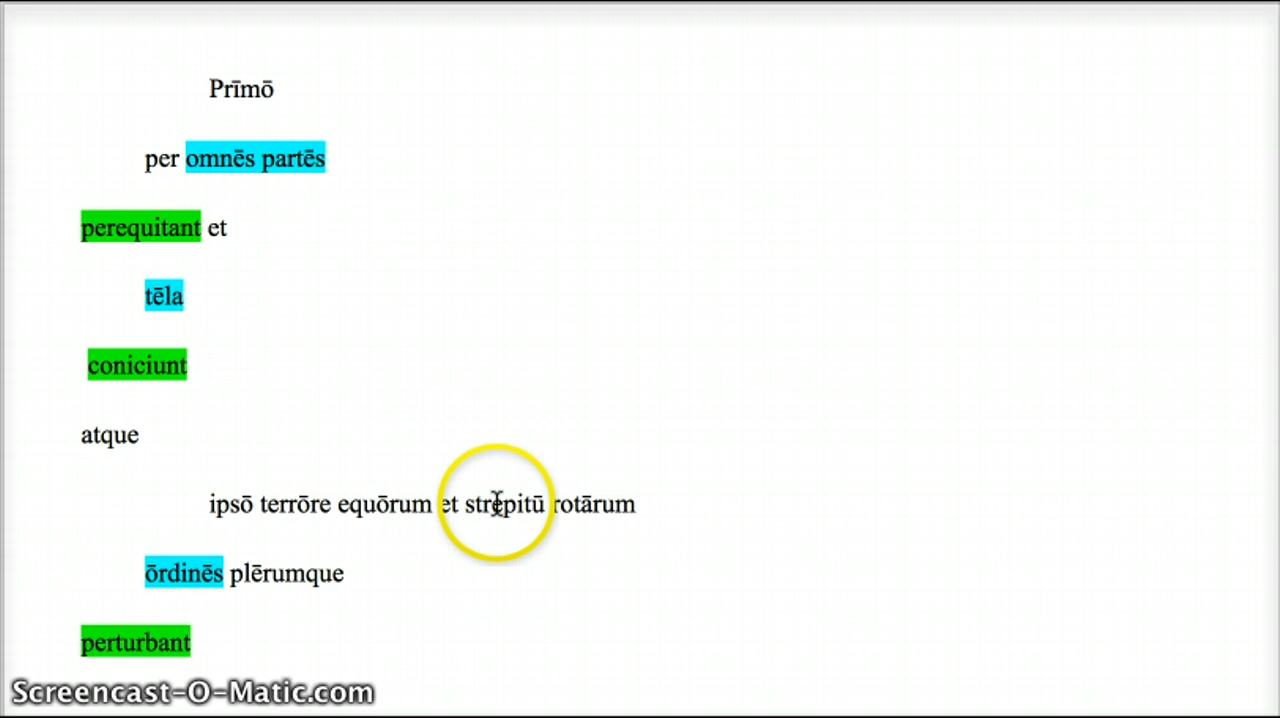 Prīmō
per omnēs partēs
perequitant et
tēla
coniciunt
atque
ipsō terrōre equōrum et strepitū rotārum
ōrdinēs plērumque
perturbant
Screencast-O-Matic.com